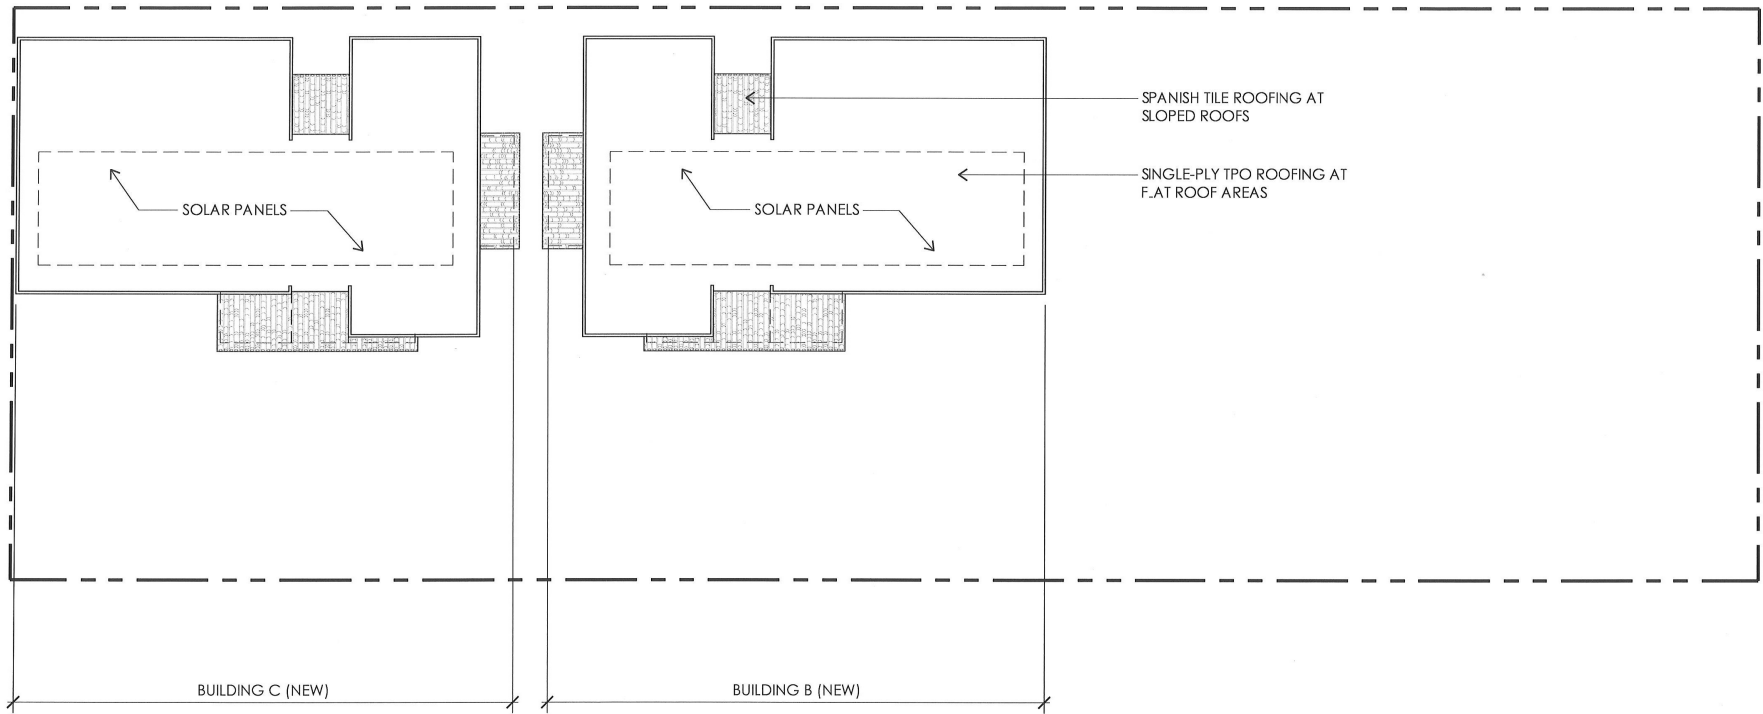 SPANISH TILE ROOFING AT
SLOPED ROOFS
SINGLE-PLY TPO ROOFING AT
FLAT ROOF AREAS
SOLAR PANELS
SOLAR PANELS
BUILDING C (NEW)
BUILDING B (NEW)